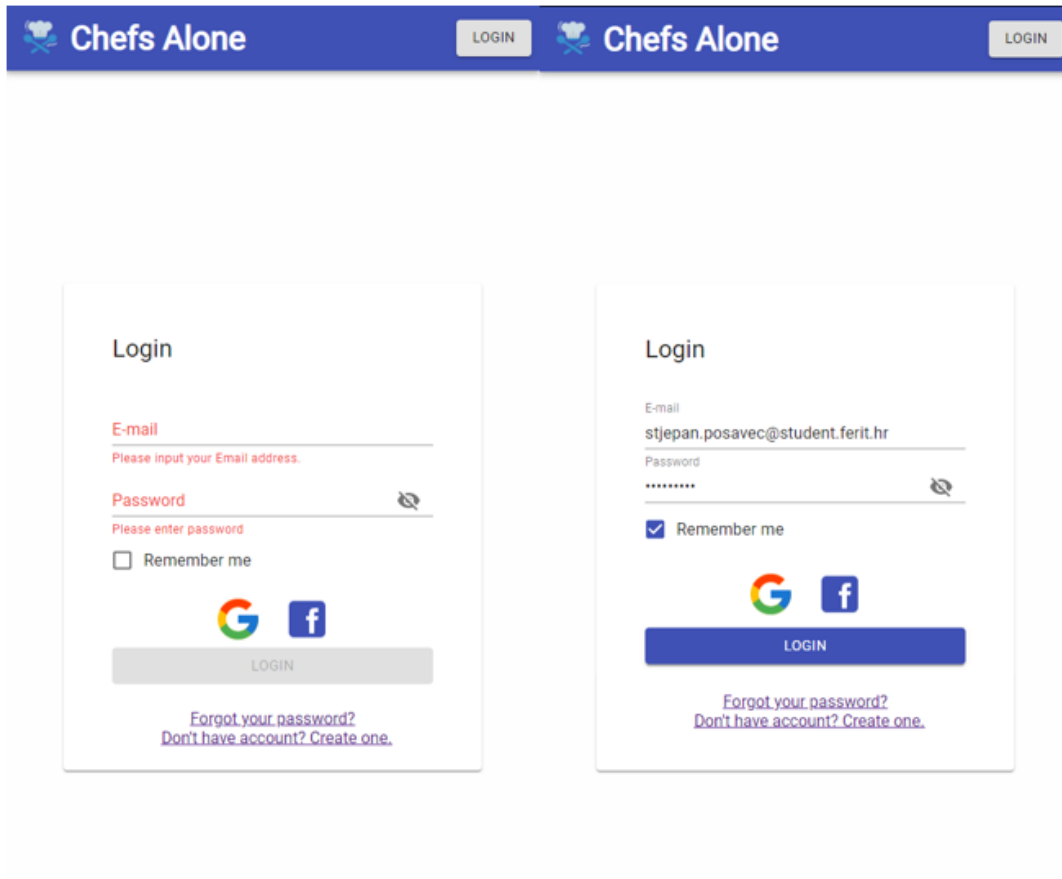 Chefs Alone
LOGIN
Login
E-mail
Please input your Email address.
Password
Please enter password
Remember me
LOGIN
Forgot your password?
Don't have account? Create one.
Chefs Alone
LOGIN
Login
E-mail
stjepan.posavec@student.ferit.hr
Password
•••••••••
Remember me
LOGIN
Forgot your password?
Don't have account? Create one.